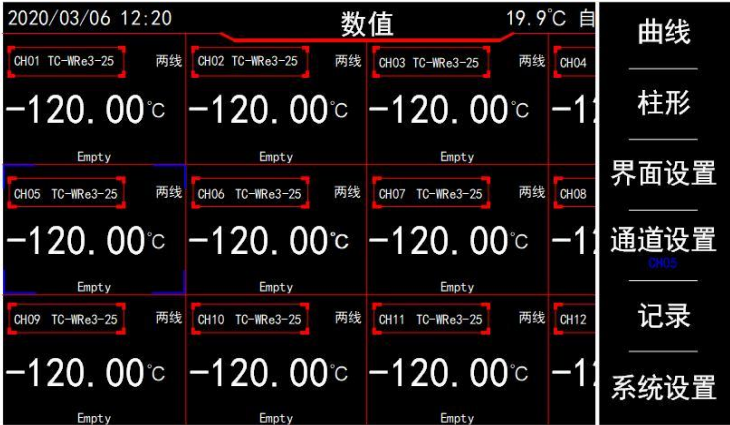 2020/03/06 12:20
数值
19.9℃ 自
CH01 TC-WRe3-25 两线
CH02 TC-WRe3-25 两线
CH03 TC-WRe3-25 两线
CH04
-120.00℃
-120.00℃
-120.00℃
-1
Empty
Empty
Empty
CH05 TC-WRe3-25 两线
CH06 TC-WRe3-25 两线
CH07 TC-WRe3-25 两线
CH08
-120.00℃
-120.00℃
-120.00℃
-1
Empty
Empty
Empty
CH09 TC-WRe3-25 两线
CH10 TC-WRe3-25 两线
CH11 TC-WRe3-25 两线
CH12
-120.00℃
-120.00℃
-120.00℃
-1
Empty
Empty
Empty
曲线
柱形
界面设置
通道设置
CH05
记录
系统设置